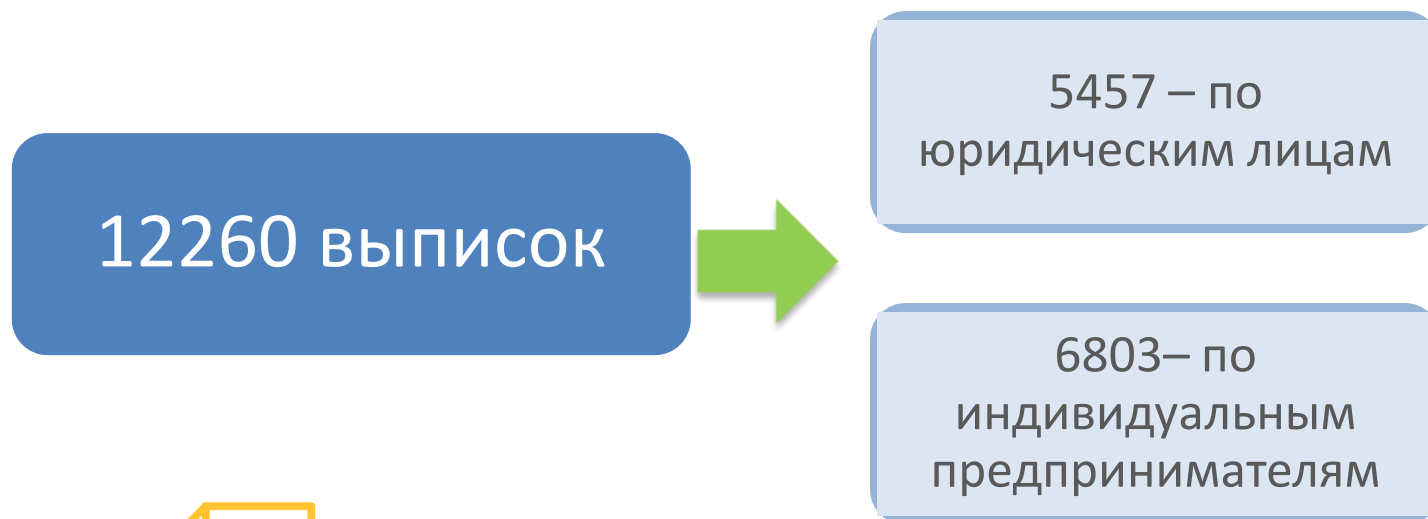 12260 выписок
5457 – по
юридическим лицам
6803– по
индивидуальным
предпринимателям